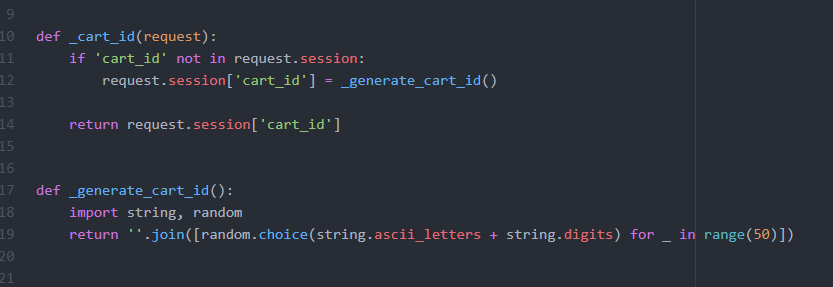 9
10 def _cart_id(request):
11     if 'cart_id' not in request.session:
12         request.session['cart_id'] = _generate_cart_id()
13
14     return request.session['cart_id']
15
16
17 def _generate_cart_id():
18     import string, random
19     return ''.join([random.choice(string.ascii_letters + string.digits) for _ in range(50)])
20
21